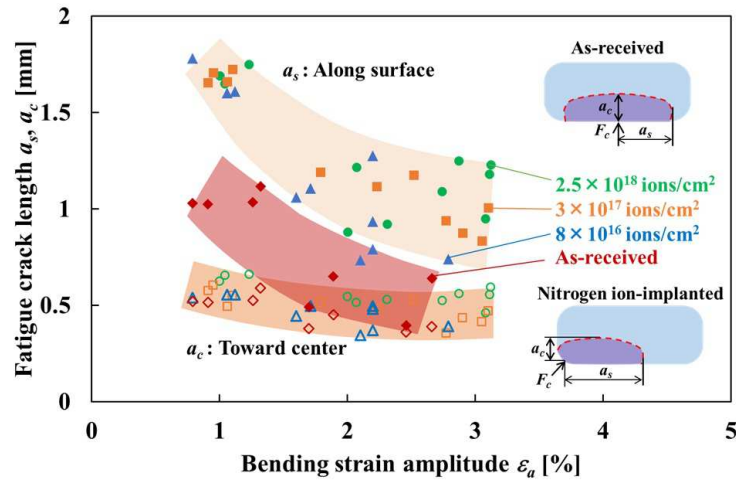 2
1.5
1
0.5
0
0
1
2
3
4
5
Fatigue crack length aₛ, a꜀ [mm]
Bending strain amplitude εₐ [%]
aₛ : Along surface
a꜀ : Toward center
As-received
a꜀
F꜀
aₛ
2.5 × 10¹⁸ ions/cm²
3 × 10¹⁷ ions/cm²
8 × 10¹⁶ ions/cm²
As-received
Nitrogen ion-implanted
a꜀
F꜀
aₛ